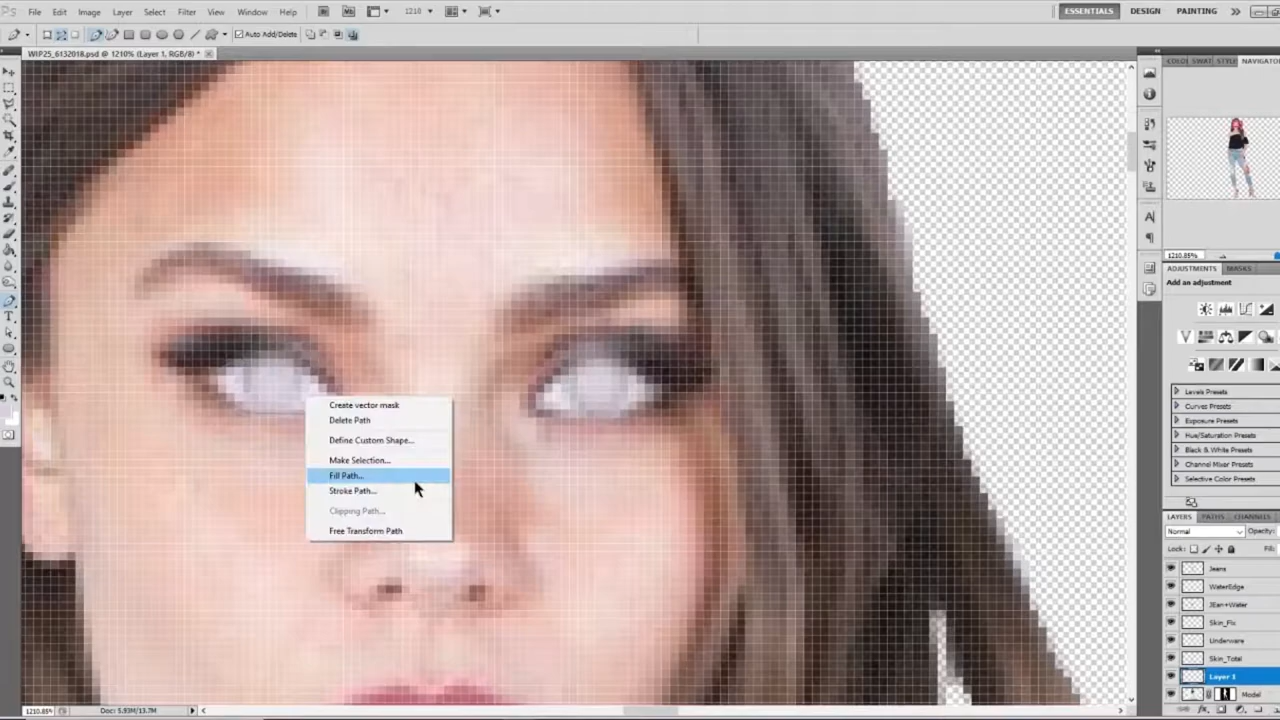 Ps File Edit Image Layer Select Filter View Window Help Mb 1210 ESSENTIALS DESIGN PAINTING
Auto Add/Delete
WIP25_6132018.psd @ 1210% (Layer 1, RGB/8) *
COLO SWAT STYLE NAVIGATOR
1210.85%
ADJUSTMENTS MASKS
Add an adjustment
Levels Presets
Curves Presets
Exposure Presets
Hue/Saturation Presets
Black & White Presets
Channel Mixer Presets
Selective Color Presets
Create vector mask
Delete Path
Define Custom Shape...
Make Selection...
Fill Path...
Stroke Path...
Clipping Path...
Free Transform Path
LAYERS PATHS CHANNELS
Normal Opacity:
Lock: Fill:
Jeans
WaterEdge
JEan+Water
Skin_Fix
Underware
Skin_Total
Layer 1
Model
1210.85% Doc: 5.93M/13.7M